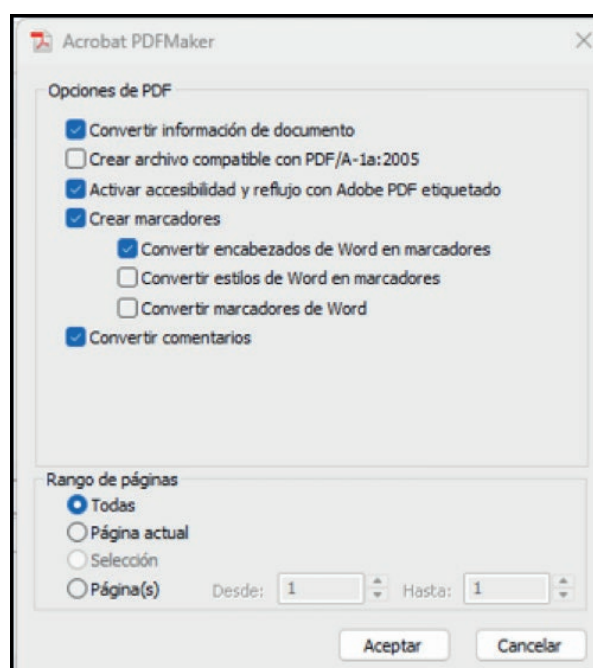 Acrobat PDFMaker
Opciones de PDF
Convertir información de documento
Crear archivo compatible con PDF/A-1a:2005
Activar accesibilidad y reflujo con Adobe PDF etiquetado
Crear marcadores
Convertir encabezados de Word en marcadores
Convertir estilos de Word en marcadores
Convertir marcadores de Word
Convertir comentarios
Rango de páginas
Todas
Página actual
Selección
Página(s) Desde: 1 Hasta: 1
Aceptar Cancelar